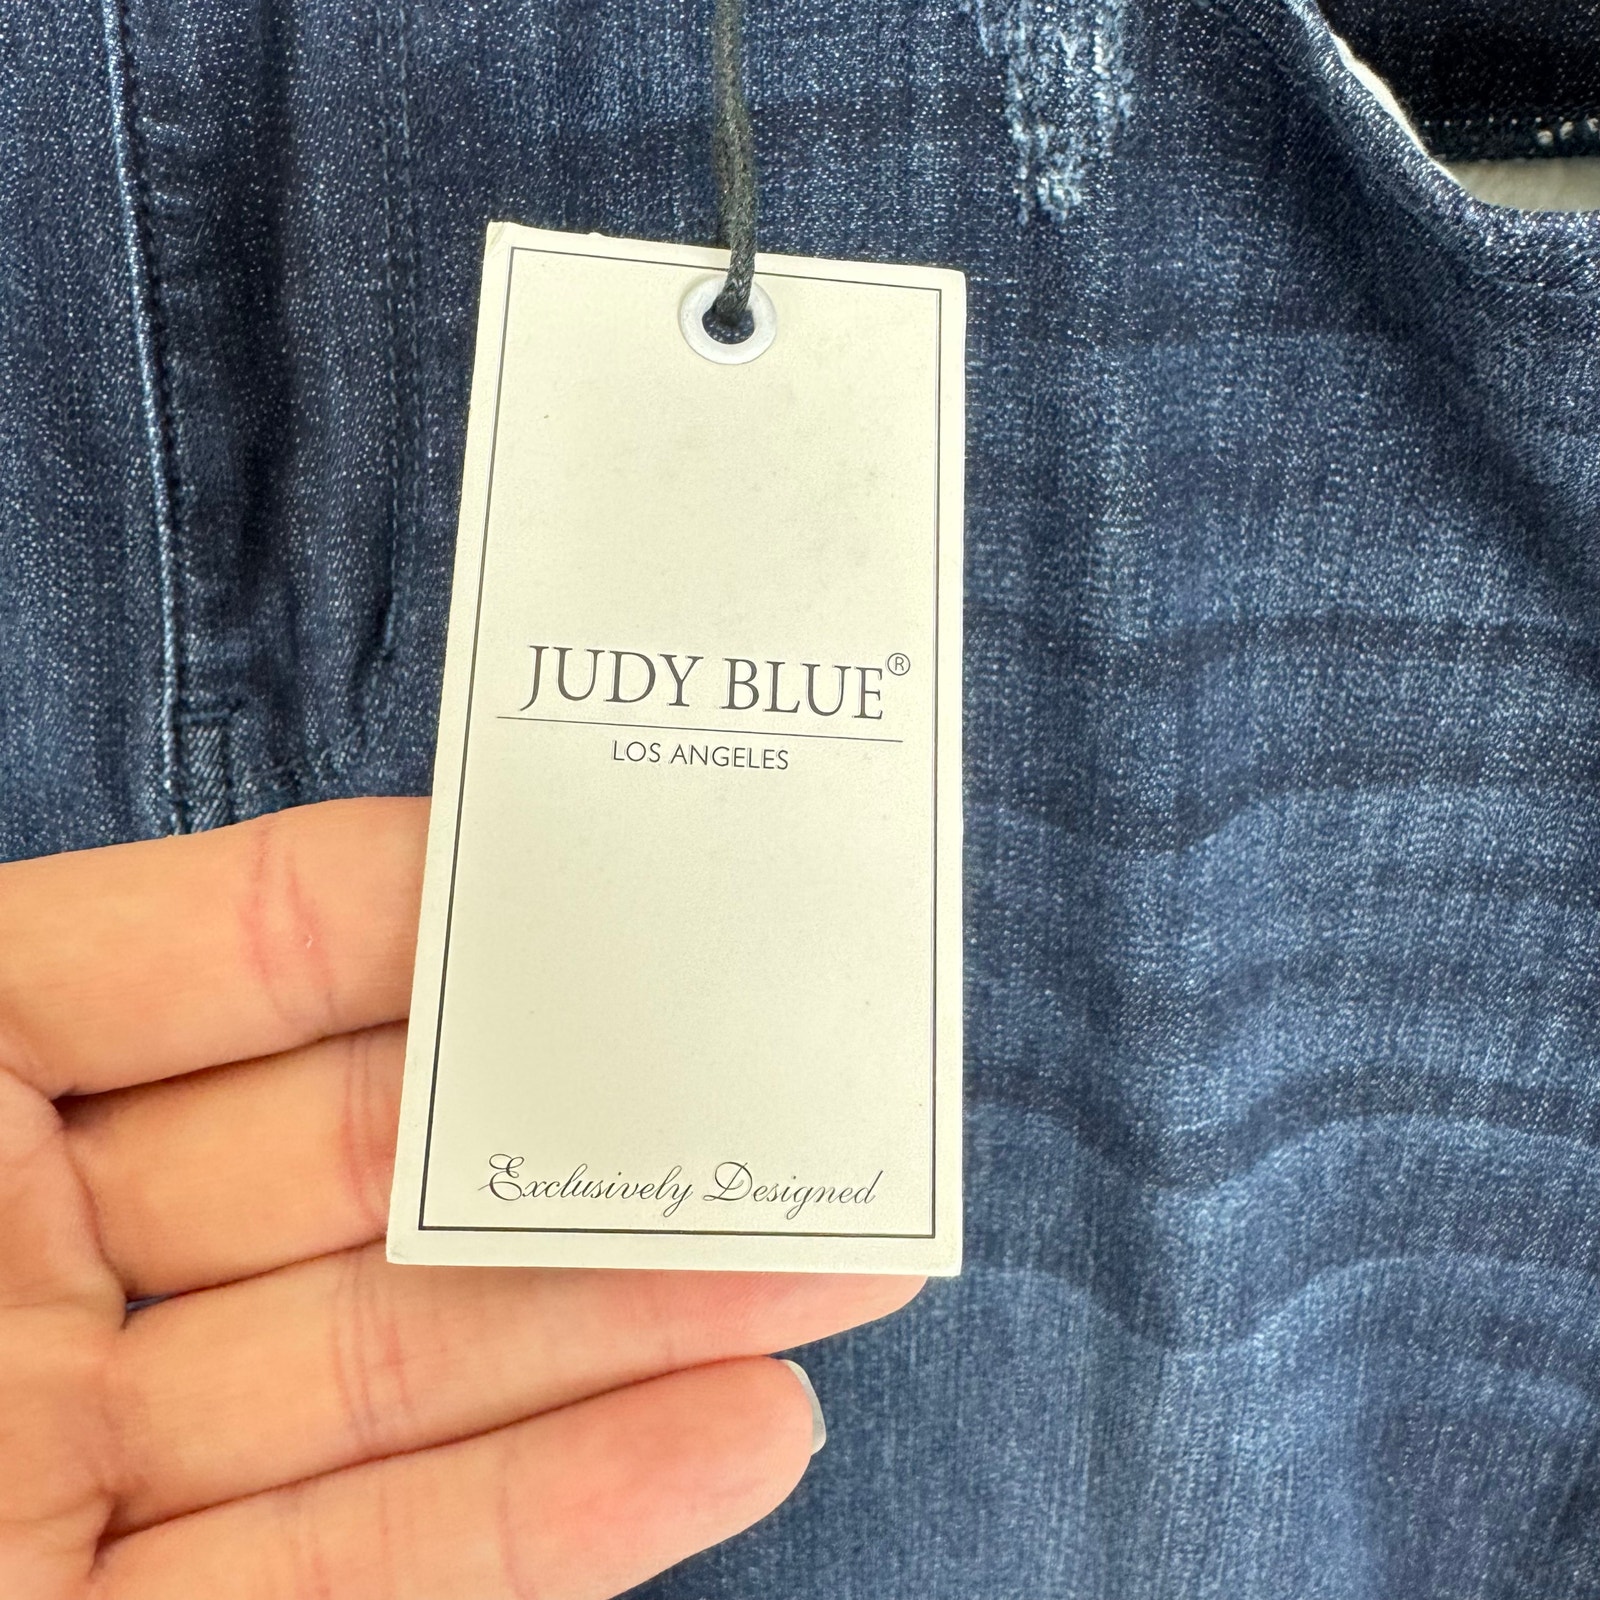 JUDY BLUE®
LOS ANGELES
Exclusively Designed